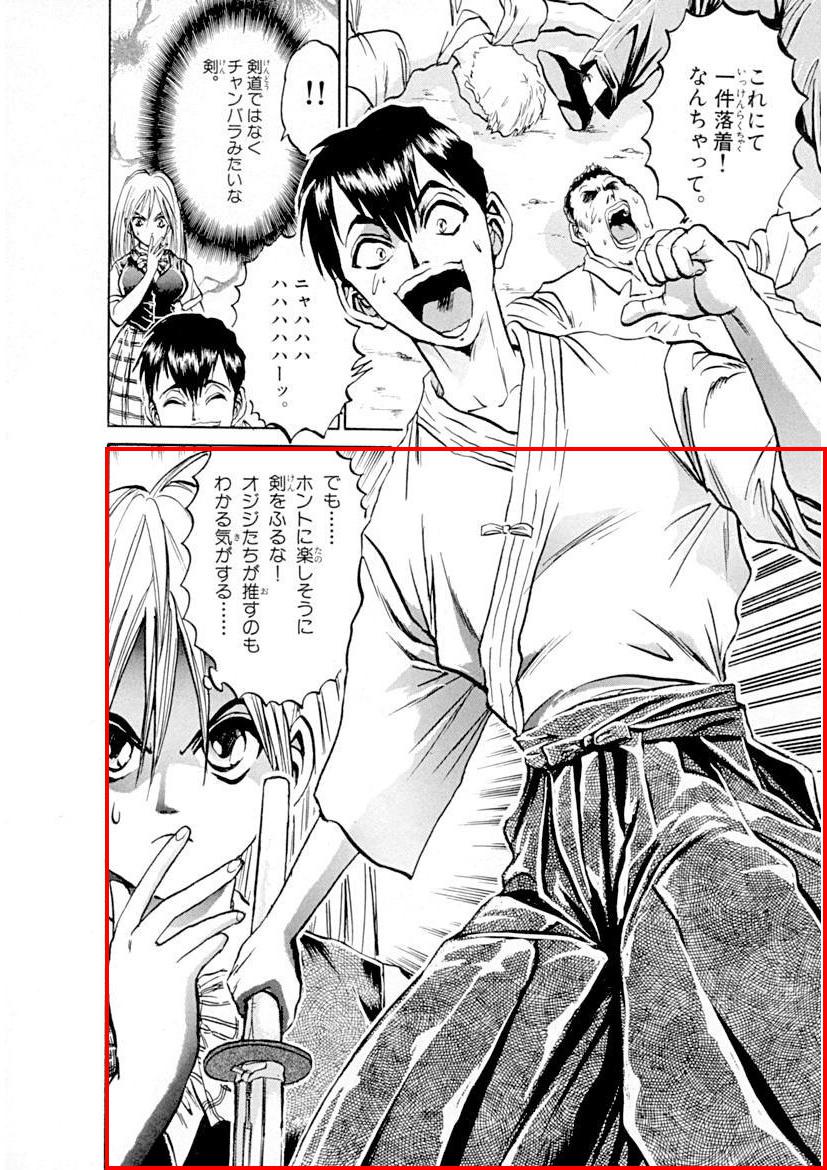 これにて
一件落着！
なんちゃって。
！！
剣道ではなく
チャンバラみたいな
剣。
ニャハハハ
ハハハハハーッ。
でも……
ホントに楽しそうに
剣をふるな！
オジジたちが推すのも
わかる気がする……